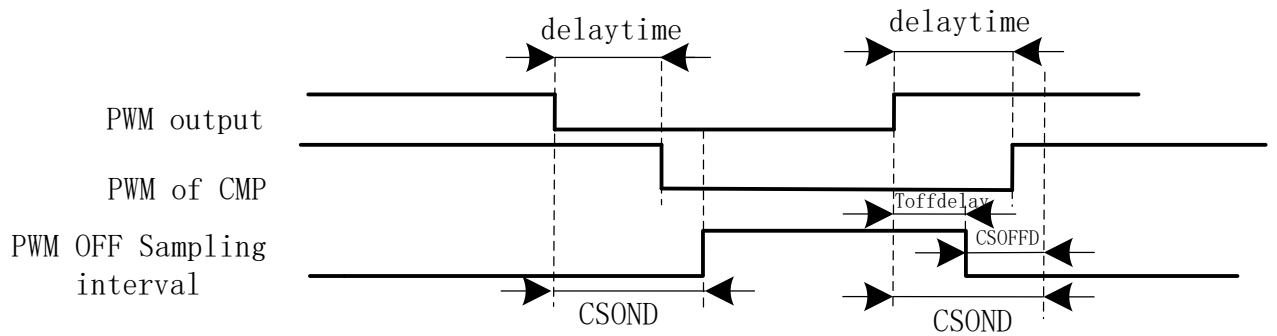 delaytime
delaytime
PWM output
PWM of CMP
Toffdelay
PWM OFF Sampling
interval
CSOFFD
CSOND
CSOND